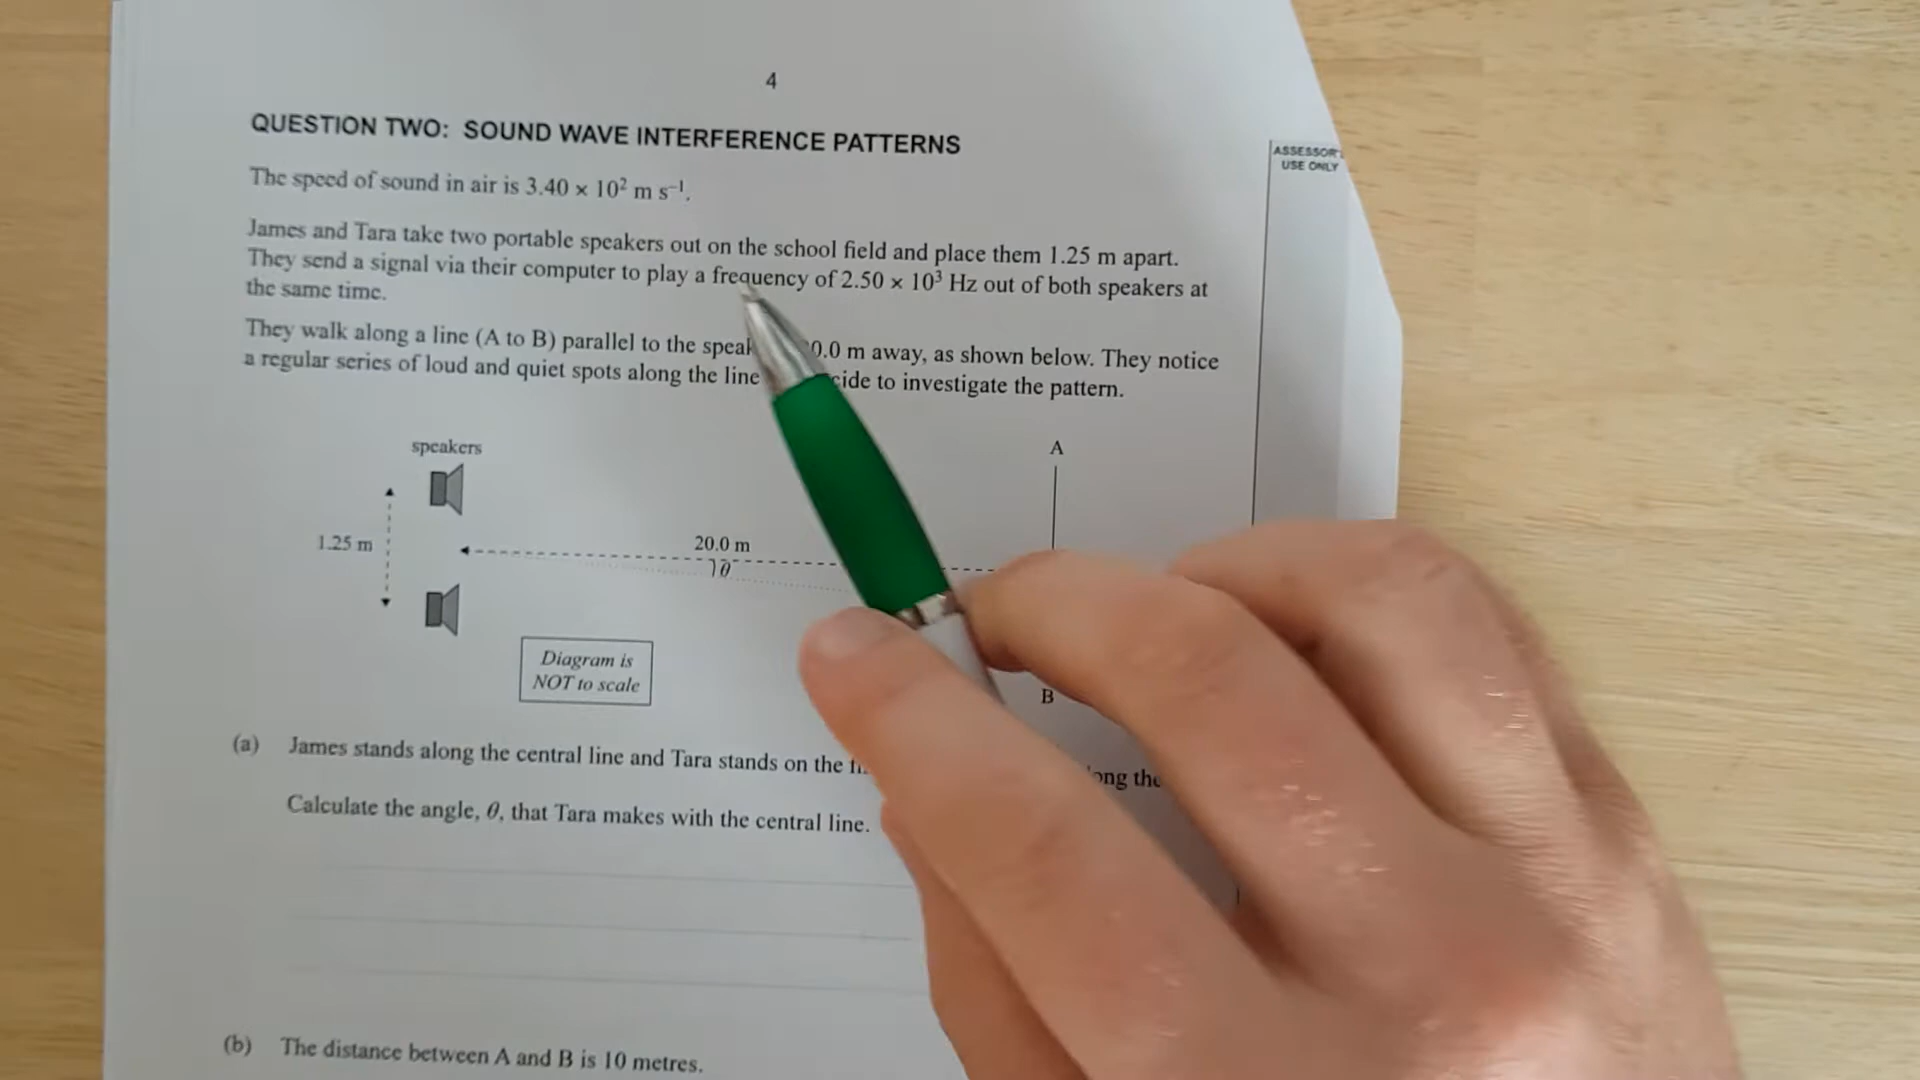 4
QUESTION TWO: SOUND WAVE INTERFERENCE PATTERNS
ASSESSOR
USE ONLY
The speed of sound in air is 3.40 × 10² m s⁻¹.
James and Tara take two portable speakers out on the school field and place them 1.25 m apart.
They send a signal via their computer to play a frequency of 2.50 × 10³ Hz out of both speakers at
the same time.
They walk along a line (A to B) parallel to the 0.0 m away, as shown below. They notice
a regular series of loud and quiet spots along the line to investigate the pattern.
speakers
A
1.25 m
20.0 m
θ
Diagram is
NOT to scale
B
(a) James stands along the central line and Tara stands on the the
Calculate the angle, θ, that Tara makes with the central line.
(b) The distance between A and B is 10 metres.